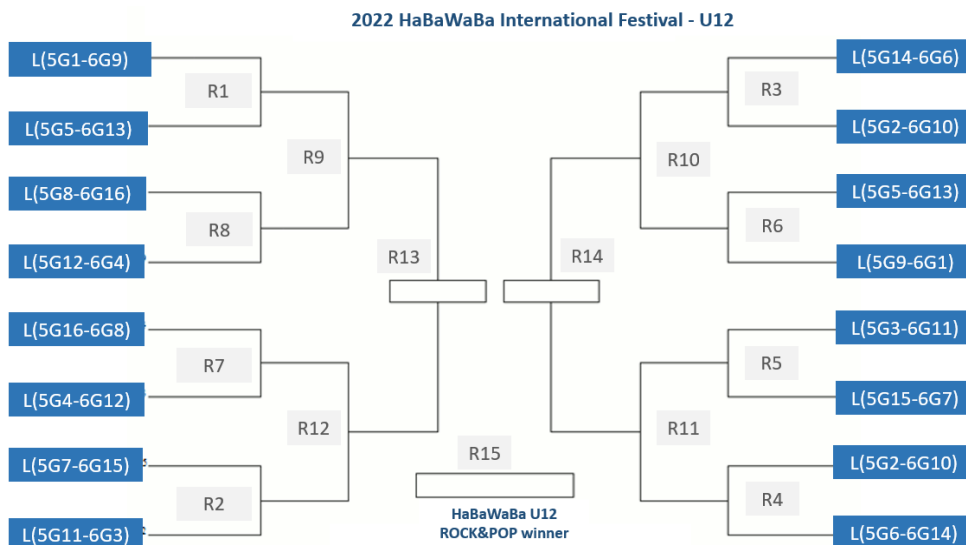 2022 HaBaWaBa International Festival - U12
L(5G1-6G9)
R1
L(5G5-6G13)
R9
L(5G8-6G16)
R8
L(5G12-6G4)
R13
L(5G16-6G8)
R7
L(5G4-6G12)
R12
L(5G7-6G15)
R2
L(5G11-6G3)
L(5G14-6G6)
R3
L(5G2-6G10)
R10
L(5G5-6G13)
R6
L(5G9-6G1)
R14
L(5G3-6G11)
R5
L(5G15-6G7)
R11
L(5G2-6G10)
R4
L(5G6-6G14)
R15
HaBaWaBa U12
ROCK&POP winner